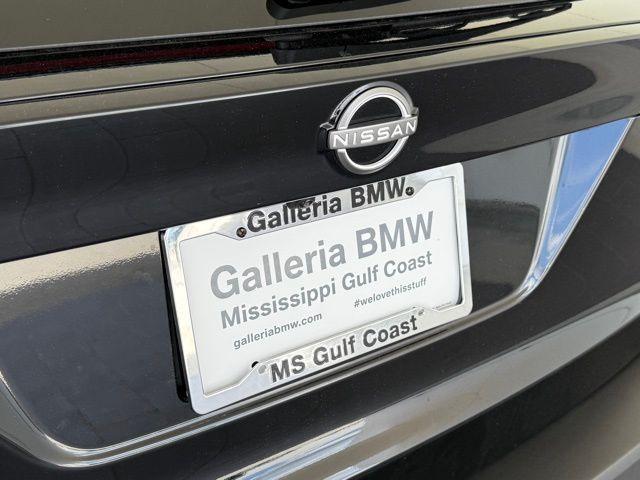 NISSAN
Galleria BMW
Galleria BMW
Mississippi Gulf Coast
galleriabmw.com #welovethisstuff
MS Gulf Coast